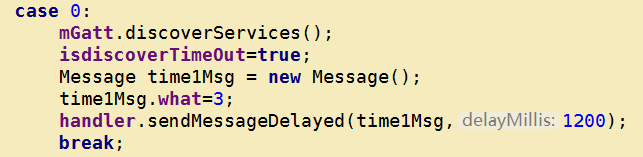 case 0:
mGatt.discoverServices();
isdiscoverTimeOut=true;
Message time1Msg = new Message();
time1Msg.what=3;
handler.sendMessageDelayed(time1Msg, delayMillis: 1200);
break;